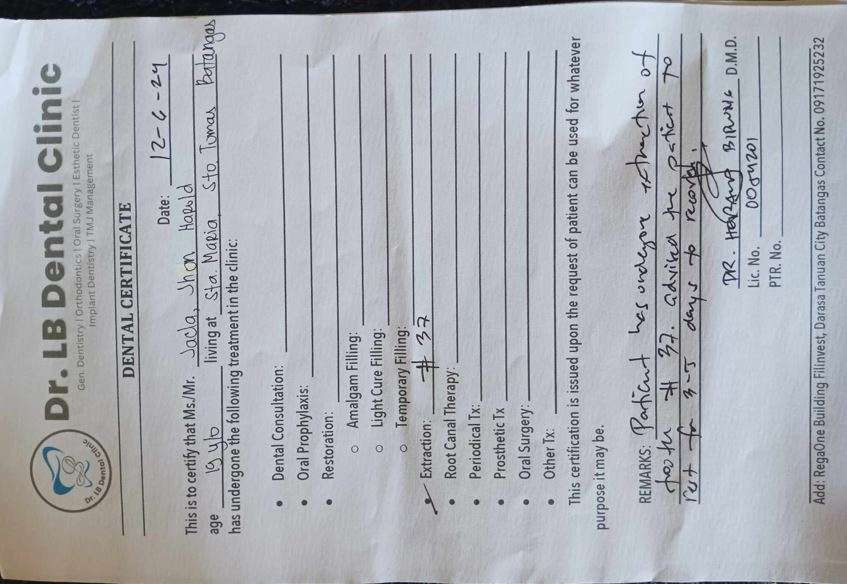 Dr. LB Dental Clinic
Gen. Dentistry | Orthodontics | Oral Surgery | Esthetic Dentist |
Implant Dentistry | TMJ Management
Dr. LB Dental Clinic
DENTAL CERTIFICATE
Date: 12-6-24
This is to certify that Ms./Mr. Jacla, Jhon Harold
age 19 y/o living at Sta. Maria Sto Tomas Batangas
has undergone the following treatment in the clinic:
• Dental Consultation:
• Oral Prophylaxis:
• Restoration:
○ Amalgam Filling:
○ Light Cure Filling:
○ Temporary Filling:
• Extraction: # 37
• Root Canal Therapy:
• Periodical Tx:
• Prosthetic Tx
• Oral Surgery:
• Other Tx:
This certification is issued upon the request of patient can be used for whatever
purpose it may be.
REMARKS: Patient has undergone extraction of
tooth # 37. advised the patient to
rest for 3-5 days to recover.
DR. BIRUNG D.M.D.
Lic. No.
PTR. No.
Add: RegaOne Building Fillnvest, Darasa Tanuan City Batangas Contact No. 09171925232